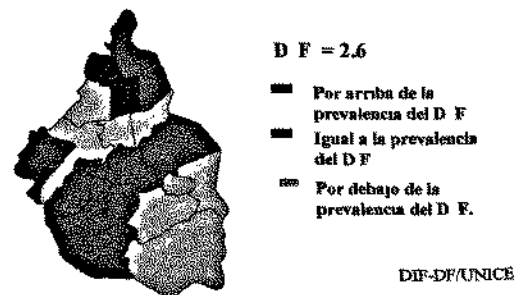 D F = 2.6
Por arriba de la
prevalencia del D F
Igual a la prevalencia
del D F
Por debajo de la
prevalencia del D F.
DIF-DF/UNICE